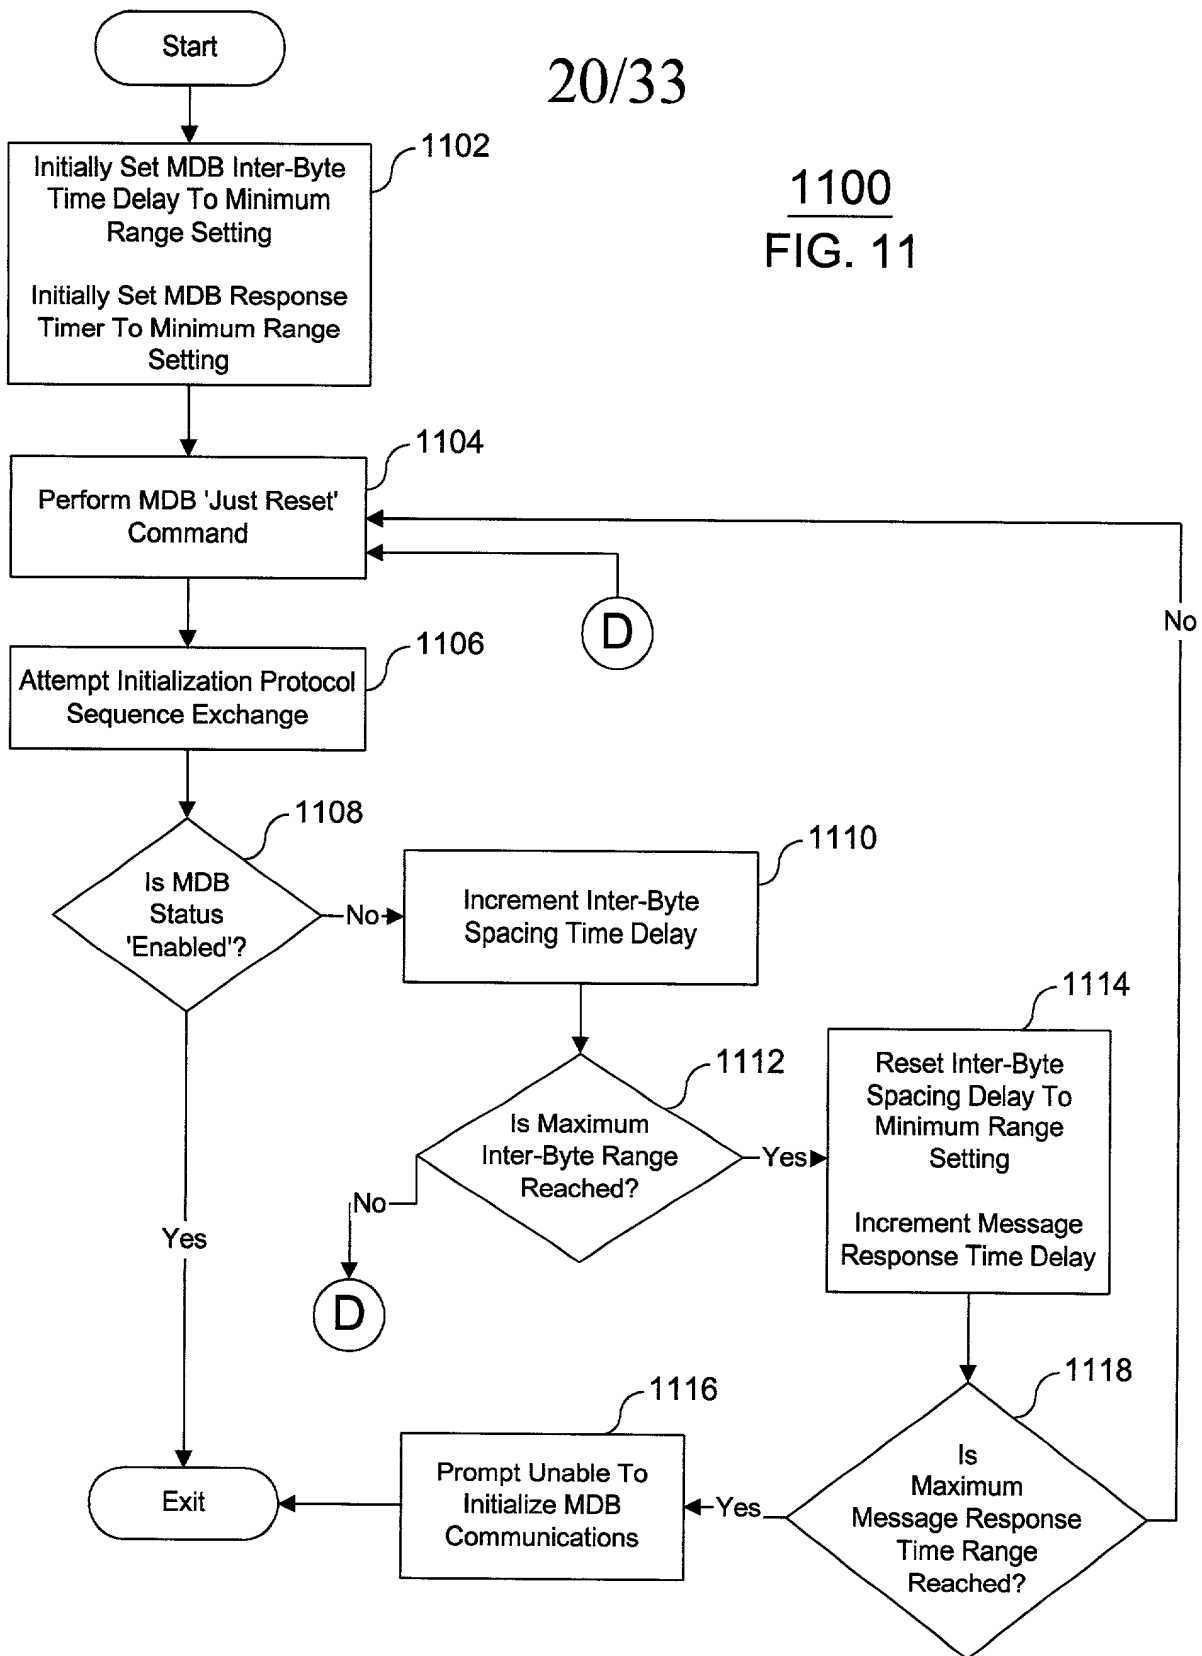 Start
20/33
1102
1100
FIG. 11
Initially Set MDB Inter-Byte
Time Delay To Minimum
Range Setting
Initially Set MDB Response
Timer To Minimum Range
Setting
1104
Perform MDB 'Just Reset'
Command
D
No
1106
Attempt Initialization Protocol
Sequence Exchange
1108
Is MDB
Status
'Enabled'?
No
1110
Increment Inter-Byte
Spacing Time Delay
1112
Is Maximum
Inter-Byte Range
Reached?
Yes
No
D
1114
Reset Inter-Byte
Spacing Delay To
Minimum Range
Setting
Increment Message
Response Time Delay
Yes
1118
Is
Maximum
Message Response
Time Range
Reached?
Yes
1116
Prompt Unable To
Initialize MDB
Communications
Exit